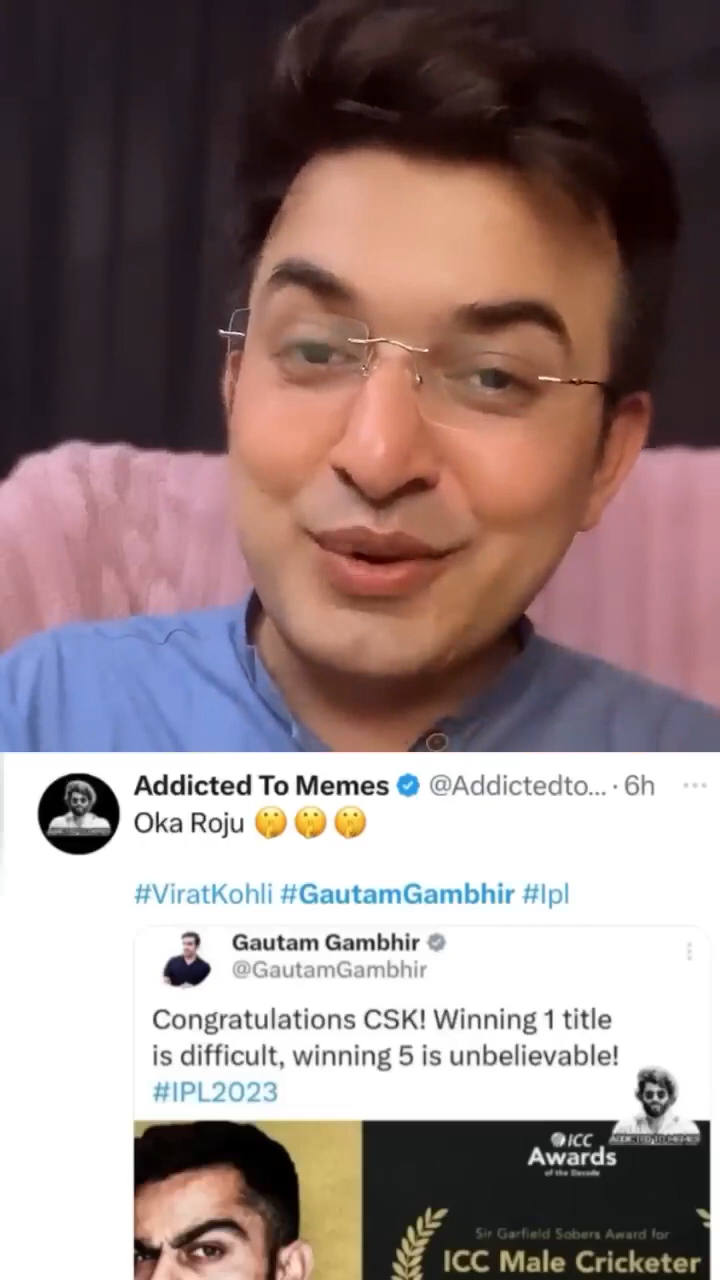 Addicted To Memes @Addictedto... · 6h
Oka Roju 🤫🤫🤫
#ViratKohli #GautamGambhir #Ipl
Gautam Gambhir
@GautamGambhir
Congratulations CSK! Winning 1 title
is difficult, winning 5 is unbelievable!
#IPL2023
ADDICTED TO MEMES
ICC
Awards
of the Decade
Sir Garfield Sobers Award for
ICC Male Cricketer